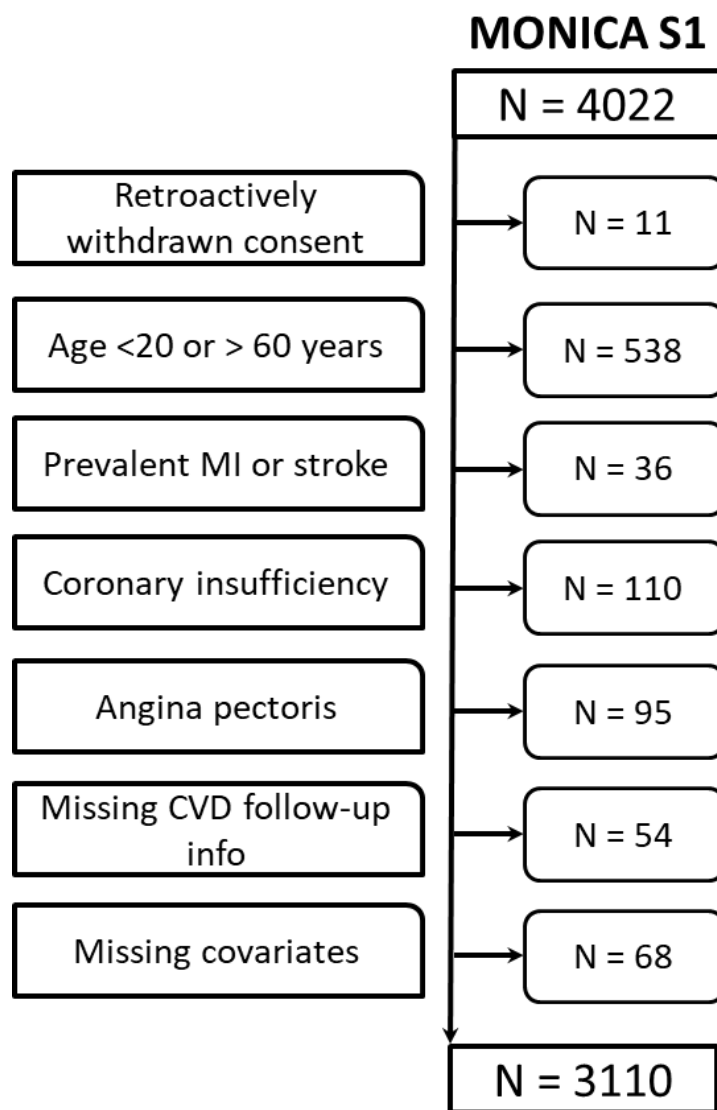 MONICA S1
N = 4022
Retroactively
withdrawn consent
N = 11
Age <20 or > 60 years
N = 538
Prevalent MI or stroke
N = 36
Coronary insufficiency
N = 110
Angina pectoris
N = 95
Missing CVD follow-up
info
N = 54
Missing covariates
N = 68
N = 3110